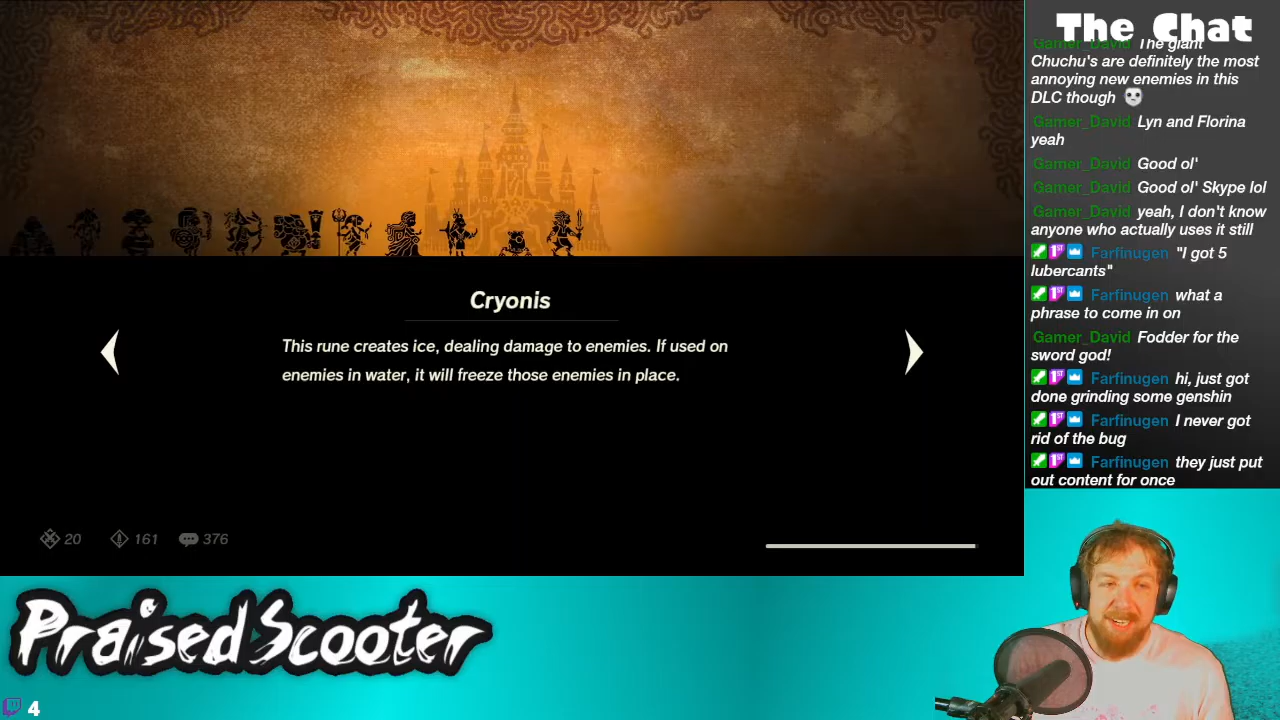 Cryonis
This rune creates ice, dealing damage to enemies. If used on
enemies in water, it will freeze those enemies in place.
20
161
376
The Chat
Gamer_David The giant
Chuchu's are definitely the most
annoying new enemies in this
DLC though
Gamer_David Lyn and Florina
yeah
Gamer_David Good ol'
Gamer_David Good ol' Skype lol
Gamer_David yeah, I don't know
anyone who actually uses it still
1ST Farfinugen "I got 5
lubercants"
1ST Farfinugen what a
phrase to come in on
Gamer_David Fodder for the
sword god!
1ST Farfinugen hi, just got
done grinding some genshin
1ST Farfinugen I never got
rid of the bug
1ST Farfinugen they just put
out content for once
PraisedScooter
4